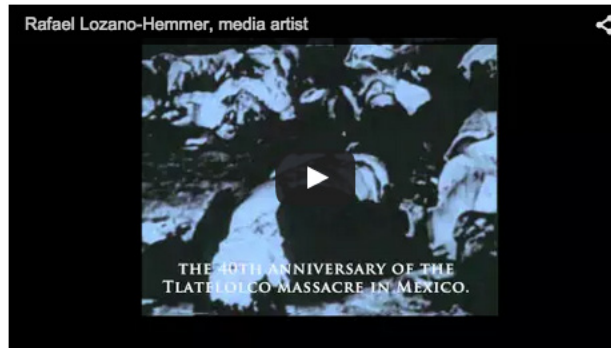 Rafael Lozano-Hemmer, media artist
THE 40TH ANNIVERSARY OF THE
TLATELOLCO MASSACRE IN MEXICO.